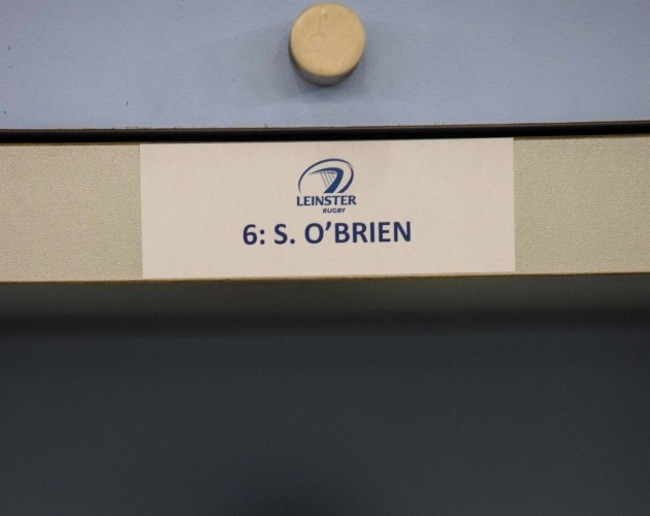 LEINSTER
RUGBY
6: S. O'BRIEN